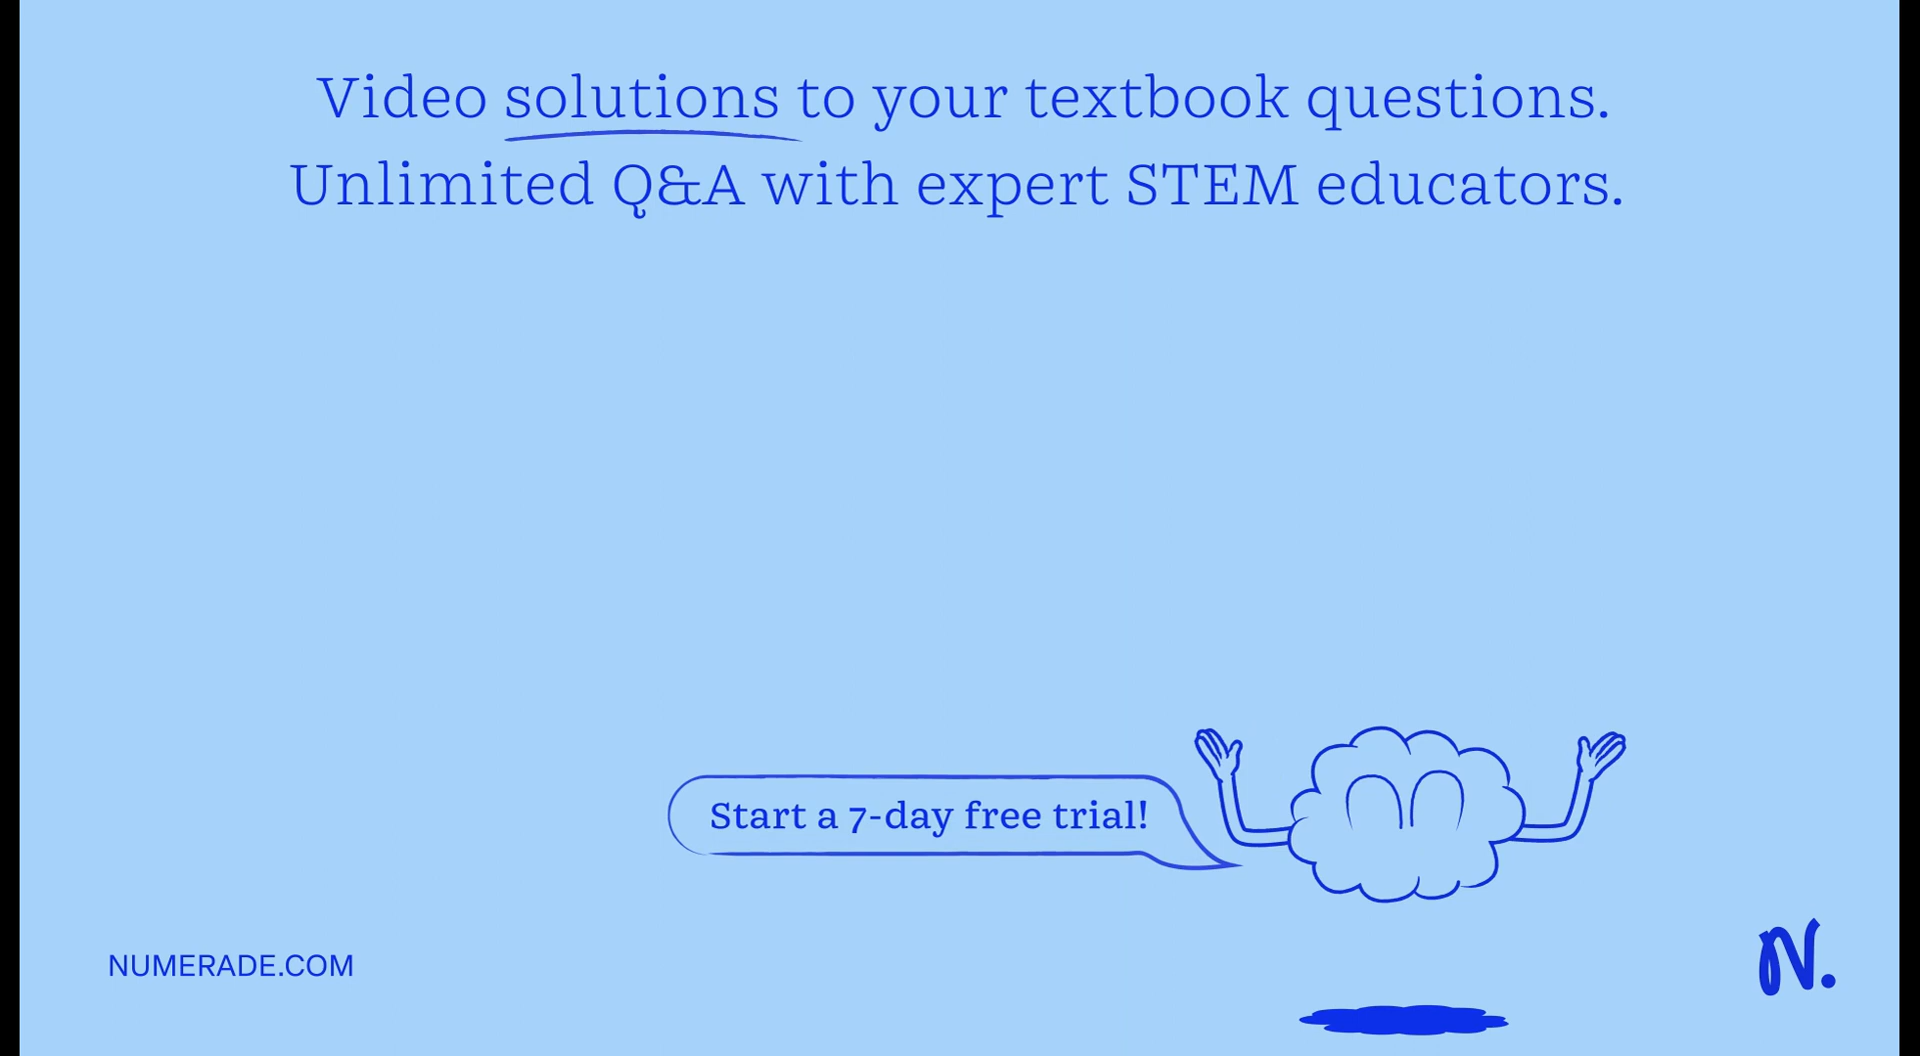 Video solutions to your textbook questions.
Unlimited Q&A with expert STEM educators.
Start a 7-day free trial!
NUMERADE.COM
N.